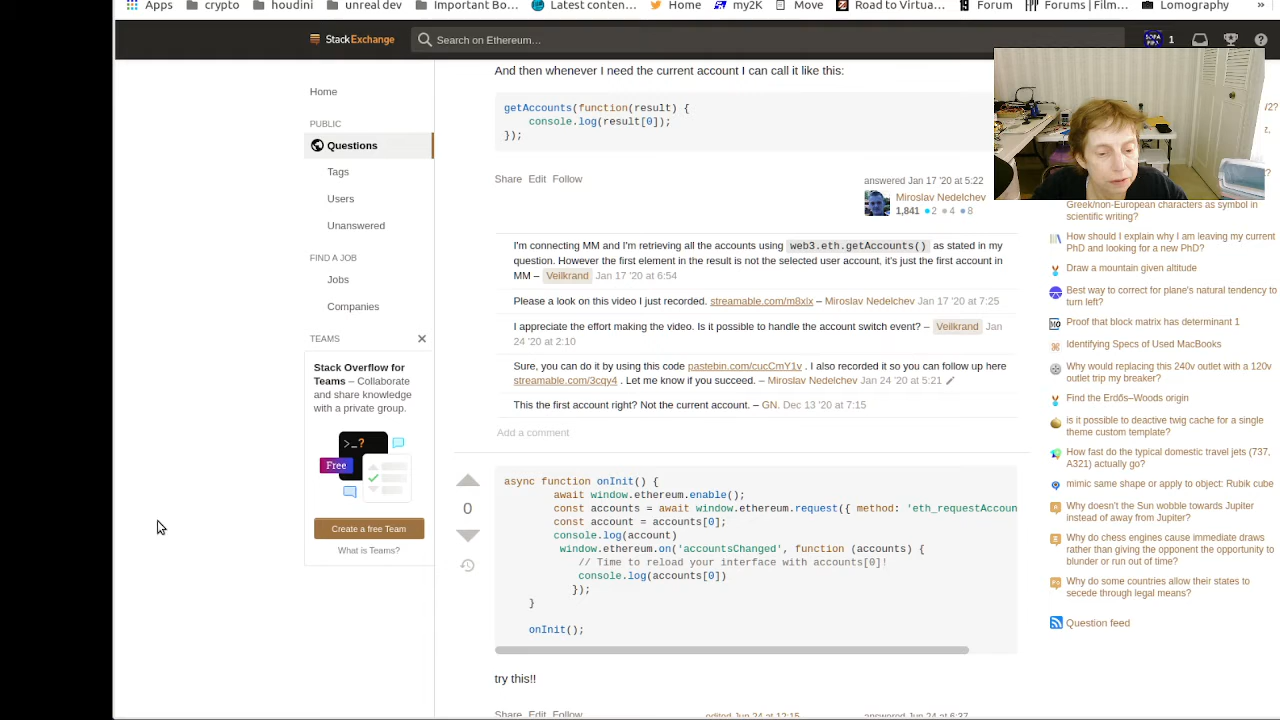 Apps crypto houdini unreal dev Important Bo... Latest conten... Home my2K Move Road to Virtua... Forum Forums | Film... Lomography »
StackExchange Search on Ethereum… 1
And then whenever I need the current account I can call it like this:
getAccounts(function(result) {
console.log(result[0]);
});
Share Edit Follow
answered Jan 17 '20 at 5:22
Miroslav Nedelchev
1,841 2 4 8
I'm connecting MM and I'm retrieving all the accounts using web3.eth.getAccounts() as stated in my
question. However the first element in the result is not the selected user account, it's just the first account in
MM – Veilkrand Jan 17 '20 at 6:54
Please a look on this video I just recorded. streamable.com/m8xlx – Miroslav Nedelchev Jan 17 '20 at 7:25
I appreciate the effort making the video. Is it possible to handle the account switch event? – Veilkrand Jan
24 '20 at 2:10
Sure, you can do it by using this code pastebin.com/cucCmY1v . I also recorded it so you can follow up here
streamable.com/3cqy4 . Let me know if you succeed. – Miroslav Nedelchev Jan 24 '20 at 5:21
This the first account right? Not the current account. – GN. Dec 13 '20 at 7:15
Add a comment
0
async function onInit() {
await window.ethereum.enable();
const accounts = await window.ethereum.request({ method: 'eth_requestAccoun
const account = accounts[0];
console.log(account)
window.ethereum.on('accountsChanged', function (accounts) {
// Time to reload your interface with accounts[0]!
console.log(accounts[0])
});
}
onInit();
try this!!
Share Edit Follow edited Jun 24 at 12:15 answered Jun 24 at 6:37
Home
PUBLIC
Questions
Tags
Users
Unanswered
FIND A JOB
Jobs
Companies
TEAMS
Stack Overflow for
Teams – Collaborate
and share knowledge
with a private group.
>_?
Free
Create a free Team
What is Teams?
Greek/non-European characters as symbol in
scientific writing?
How should I explain why I am leaving my current
PhD and looking for a new PhD?
Draw a mountain given altitude
Best way to correct for plane's natural tendency to
turn left?
Proof that block matrix has determinant 1
Identifying Specs of Used MacBooks
Why would replacing this 240v outlet with a 120v
outlet trip my breaker?
Find the Erdős–Woods origin
is it possible to deactive twig cache for a single
theme custom template?
How fast do the typical domestic travel jets (737,
A321) actually go?
mimic same shape or apply to object: Rubik cube
Why doesn't the Sun wobble towards Jupiter
instead of away from Jupiter?
Why do chess engines cause immediate draws
rather than giving the opponent the opportunity to
blunder or run out of time?
Why do some countries allow their states to
secede through legal means?
Question feed